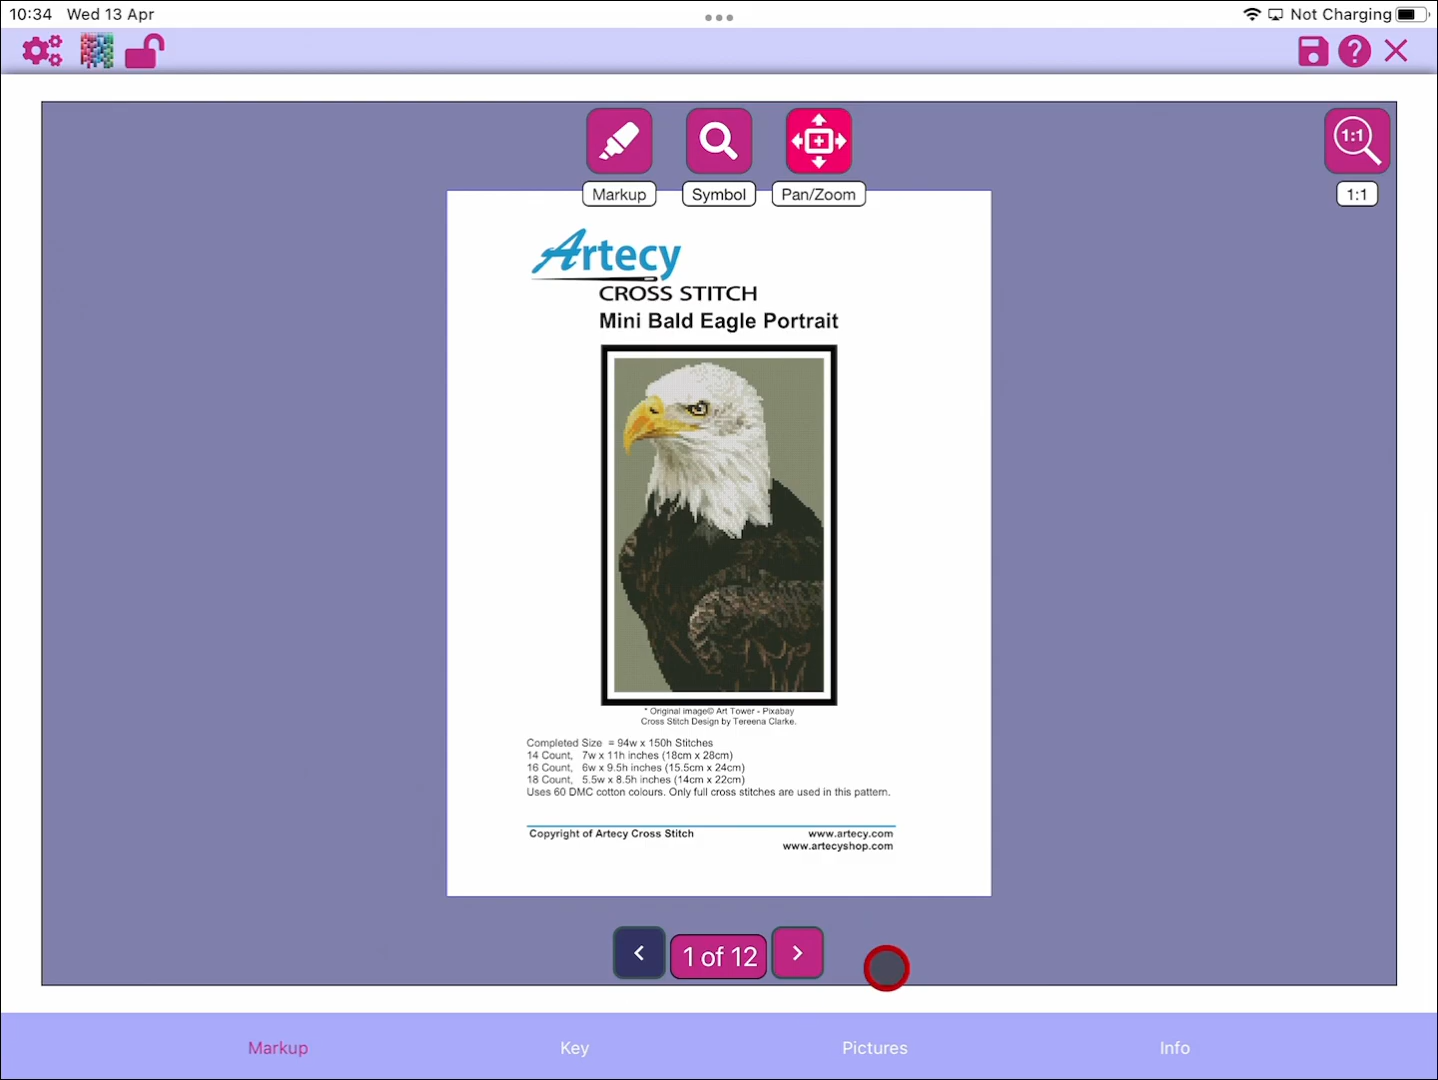 10:34 Wed 13 Apr
Not Charging
Markup
Symbol
Pan/Zoom
1:1
1:1
Artecy
CROSS STITCH
Mini Bald Eagle Portrait
* Original image© Art Tower - Pixabay
Cross Stitch Design by Tereena Clarke.
Completed Size = 94w x 150h Stitches
14 Count, 7w x 11h inches (18cm x 28cm)
16 Count, 6w x 9.5h inches (15.5cm x 24cm)
18 Count, 5.5w x 8.5h inches (14cm x 22cm)
Uses 60 DMC cotton colours. Only full cross stitches are used in this pattern.
Copyright of Artecy Cross Stitch www.artecy.com
www.artecyshop.com
1 of 12
Markup Key Pictures Info